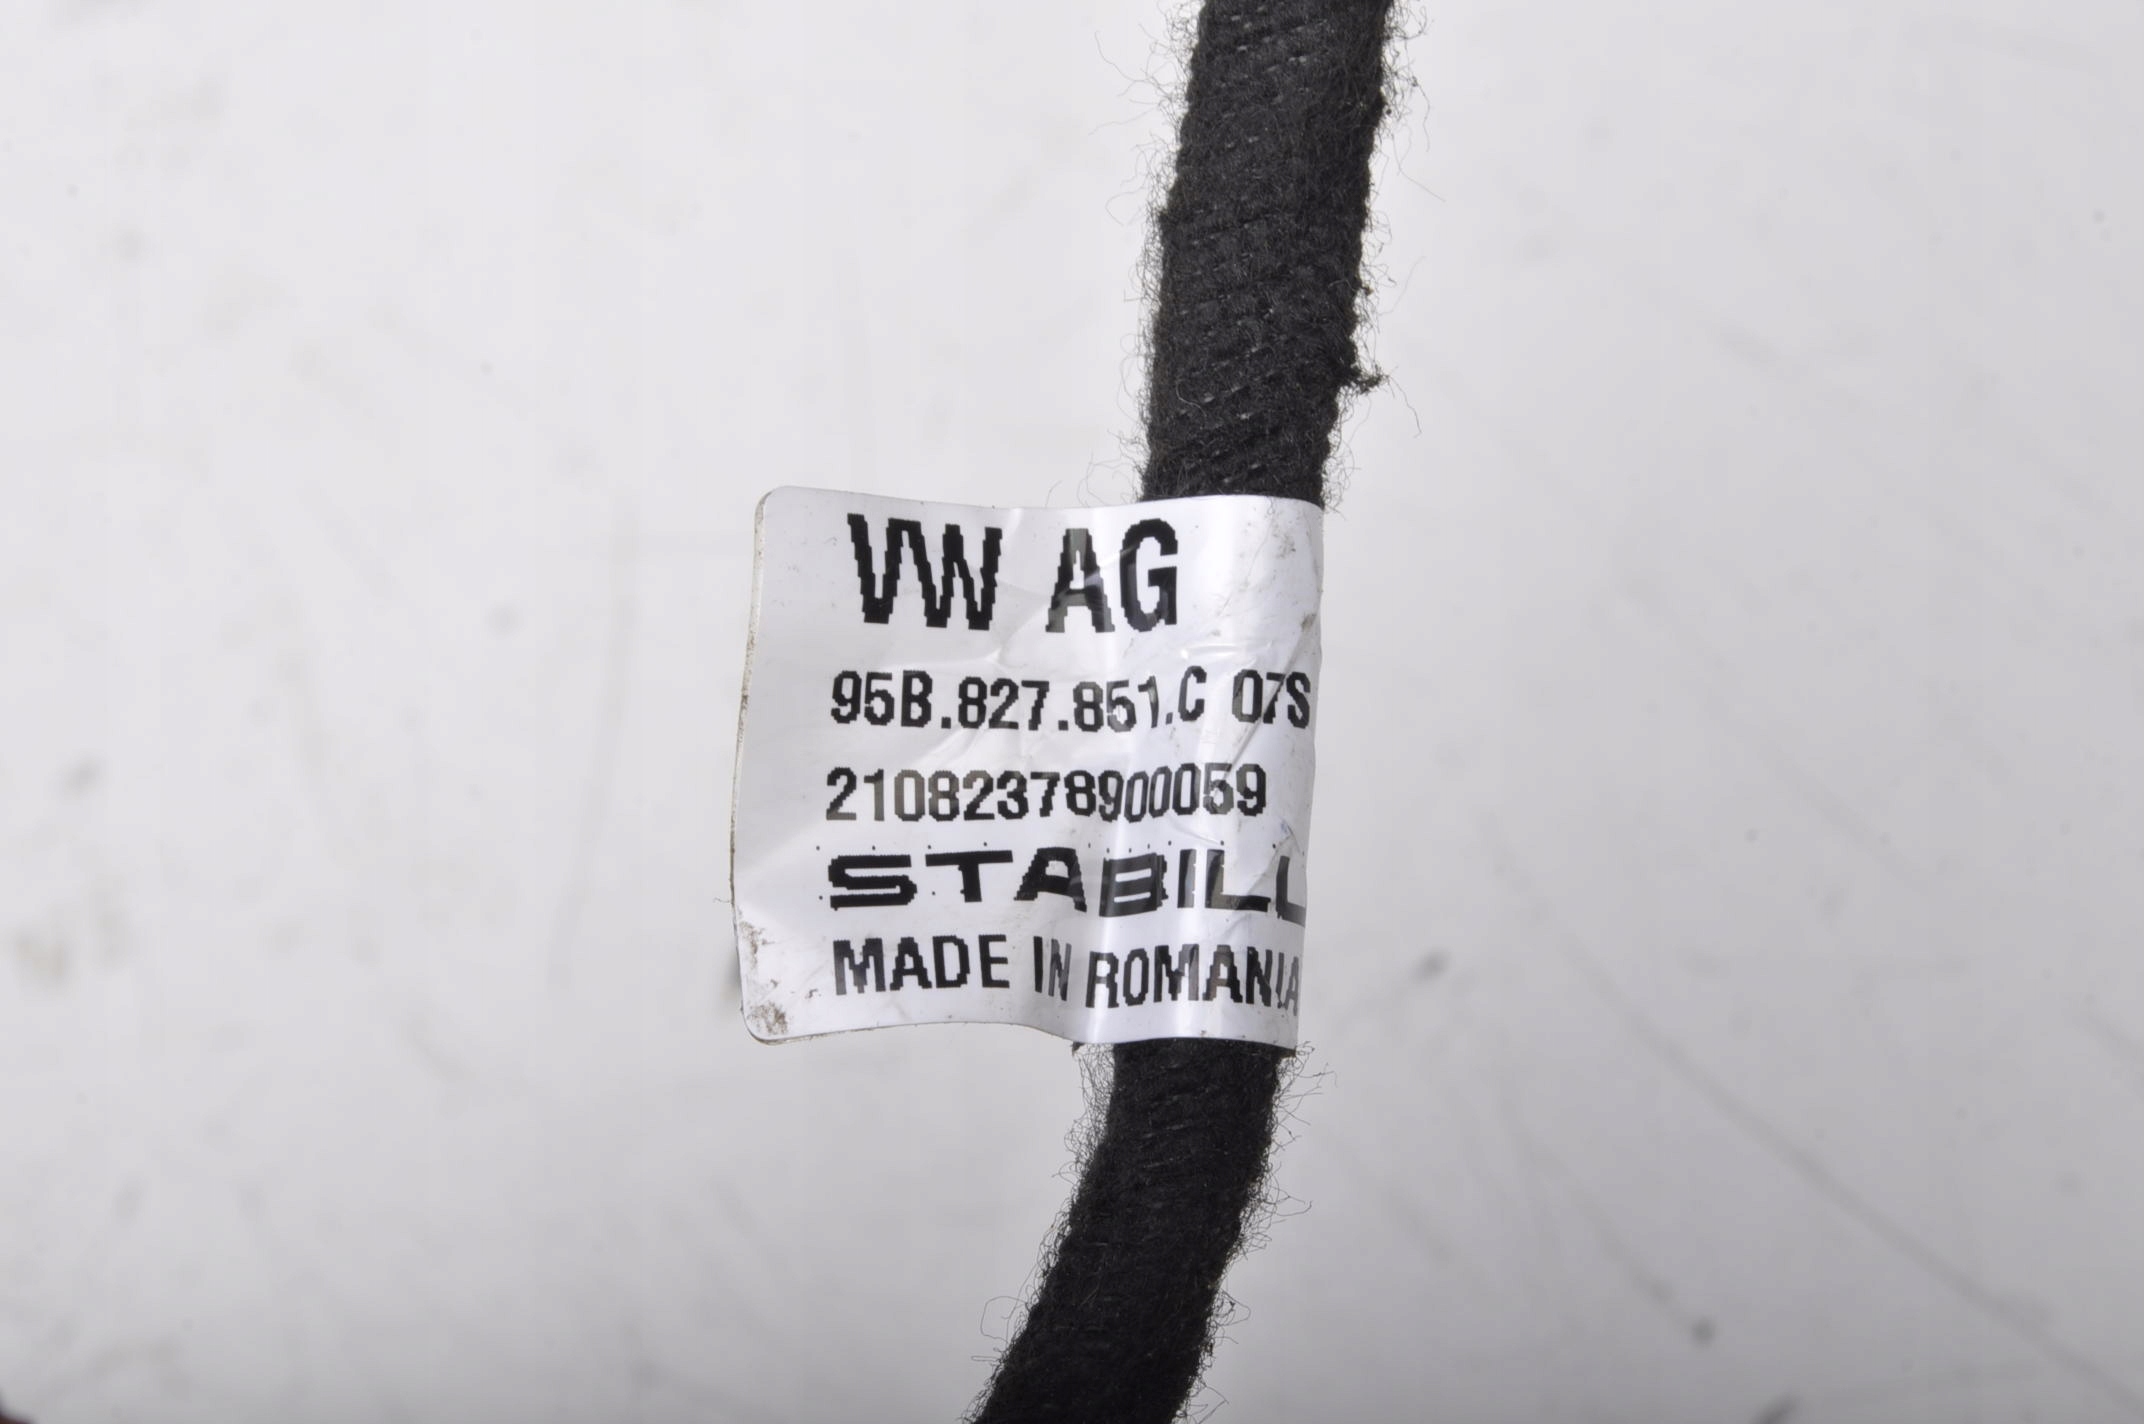 VW AG
95B.827.851.C 07S
21082378900059
STABILL
MADE IN ROMANIA